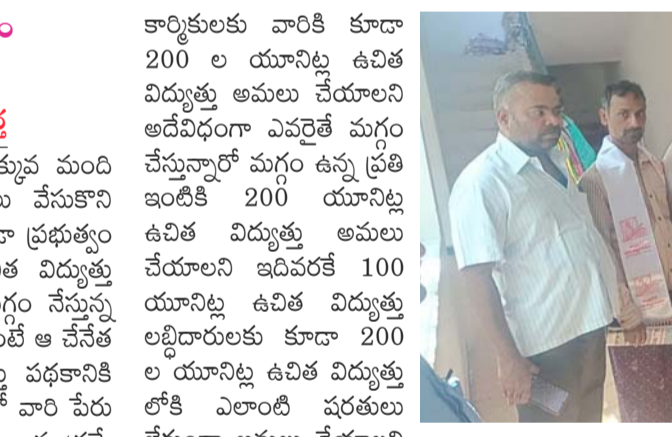 ం
ర్త
క్కువ మంది
వేసుకొని
డా ప్రభుత్వం
త విద్యుత్తు
గ్గం నేస్తున్న
ంటే ఆ చేనేత
పథకానికి
వారి పేరు
కార్మికులకు వారికి కూడా
200 ల యూనిట్ల ఉచిత
విద్యుత్తు అమలు చేయాలని
అదేవిధంగా ఎవరైతే మగ్గం
చేస్తున్నారో మగ్గం ఉన్న ప్రతి
ఇంటికి 200 యూనిట్ల
ఉచిత విద్యుత్తు అమలు
చేయాలని ఇదివరకే 100
యూనిట్ల ఉచిత విద్యుత్తు
లబ్ధిదారులకు కూడా 200
ల యూనిట్ల ఉచిత విద్యుత్తు
లోకి ఎలాంటి షరతులు